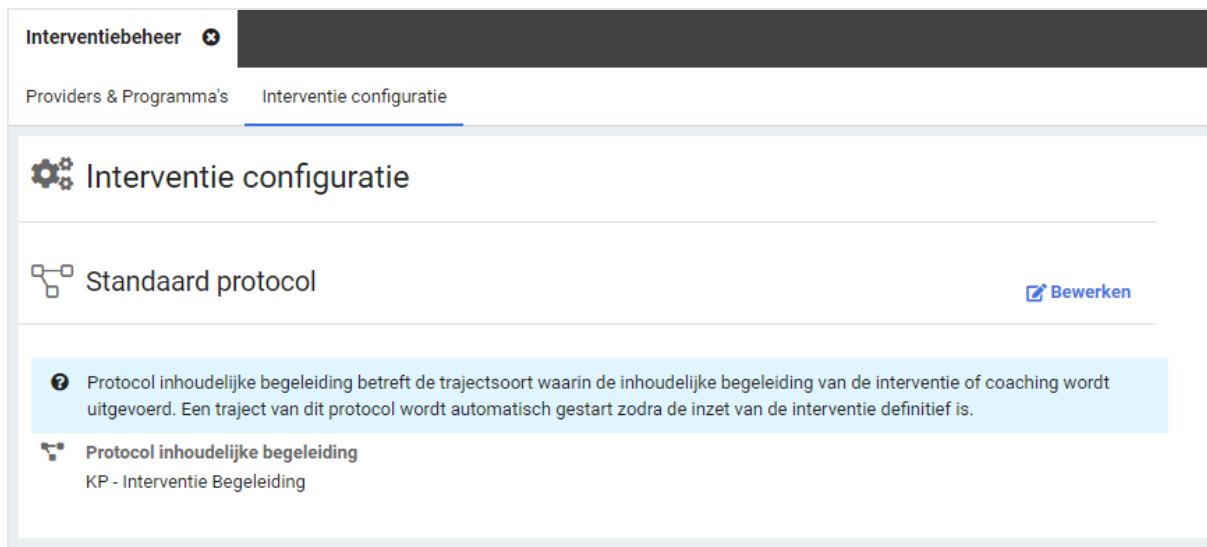 Interventiebeheer
Providers & Programma's Interventie configuratie
Interventie configuratie
Standaard protocol
Bewerken
Protocol inhoudelijke begeleiding betreft de trajectsoort waarin de inhoudelijke begeleiding van de interventie of coaching wordt
uitgevoerd. Een traject van dit protocol wordt automatisch gestart zodra de inzet van de interventie definitief is.
Protocol inhoudelijke begeleiding
KP - Interventie Begeleiding